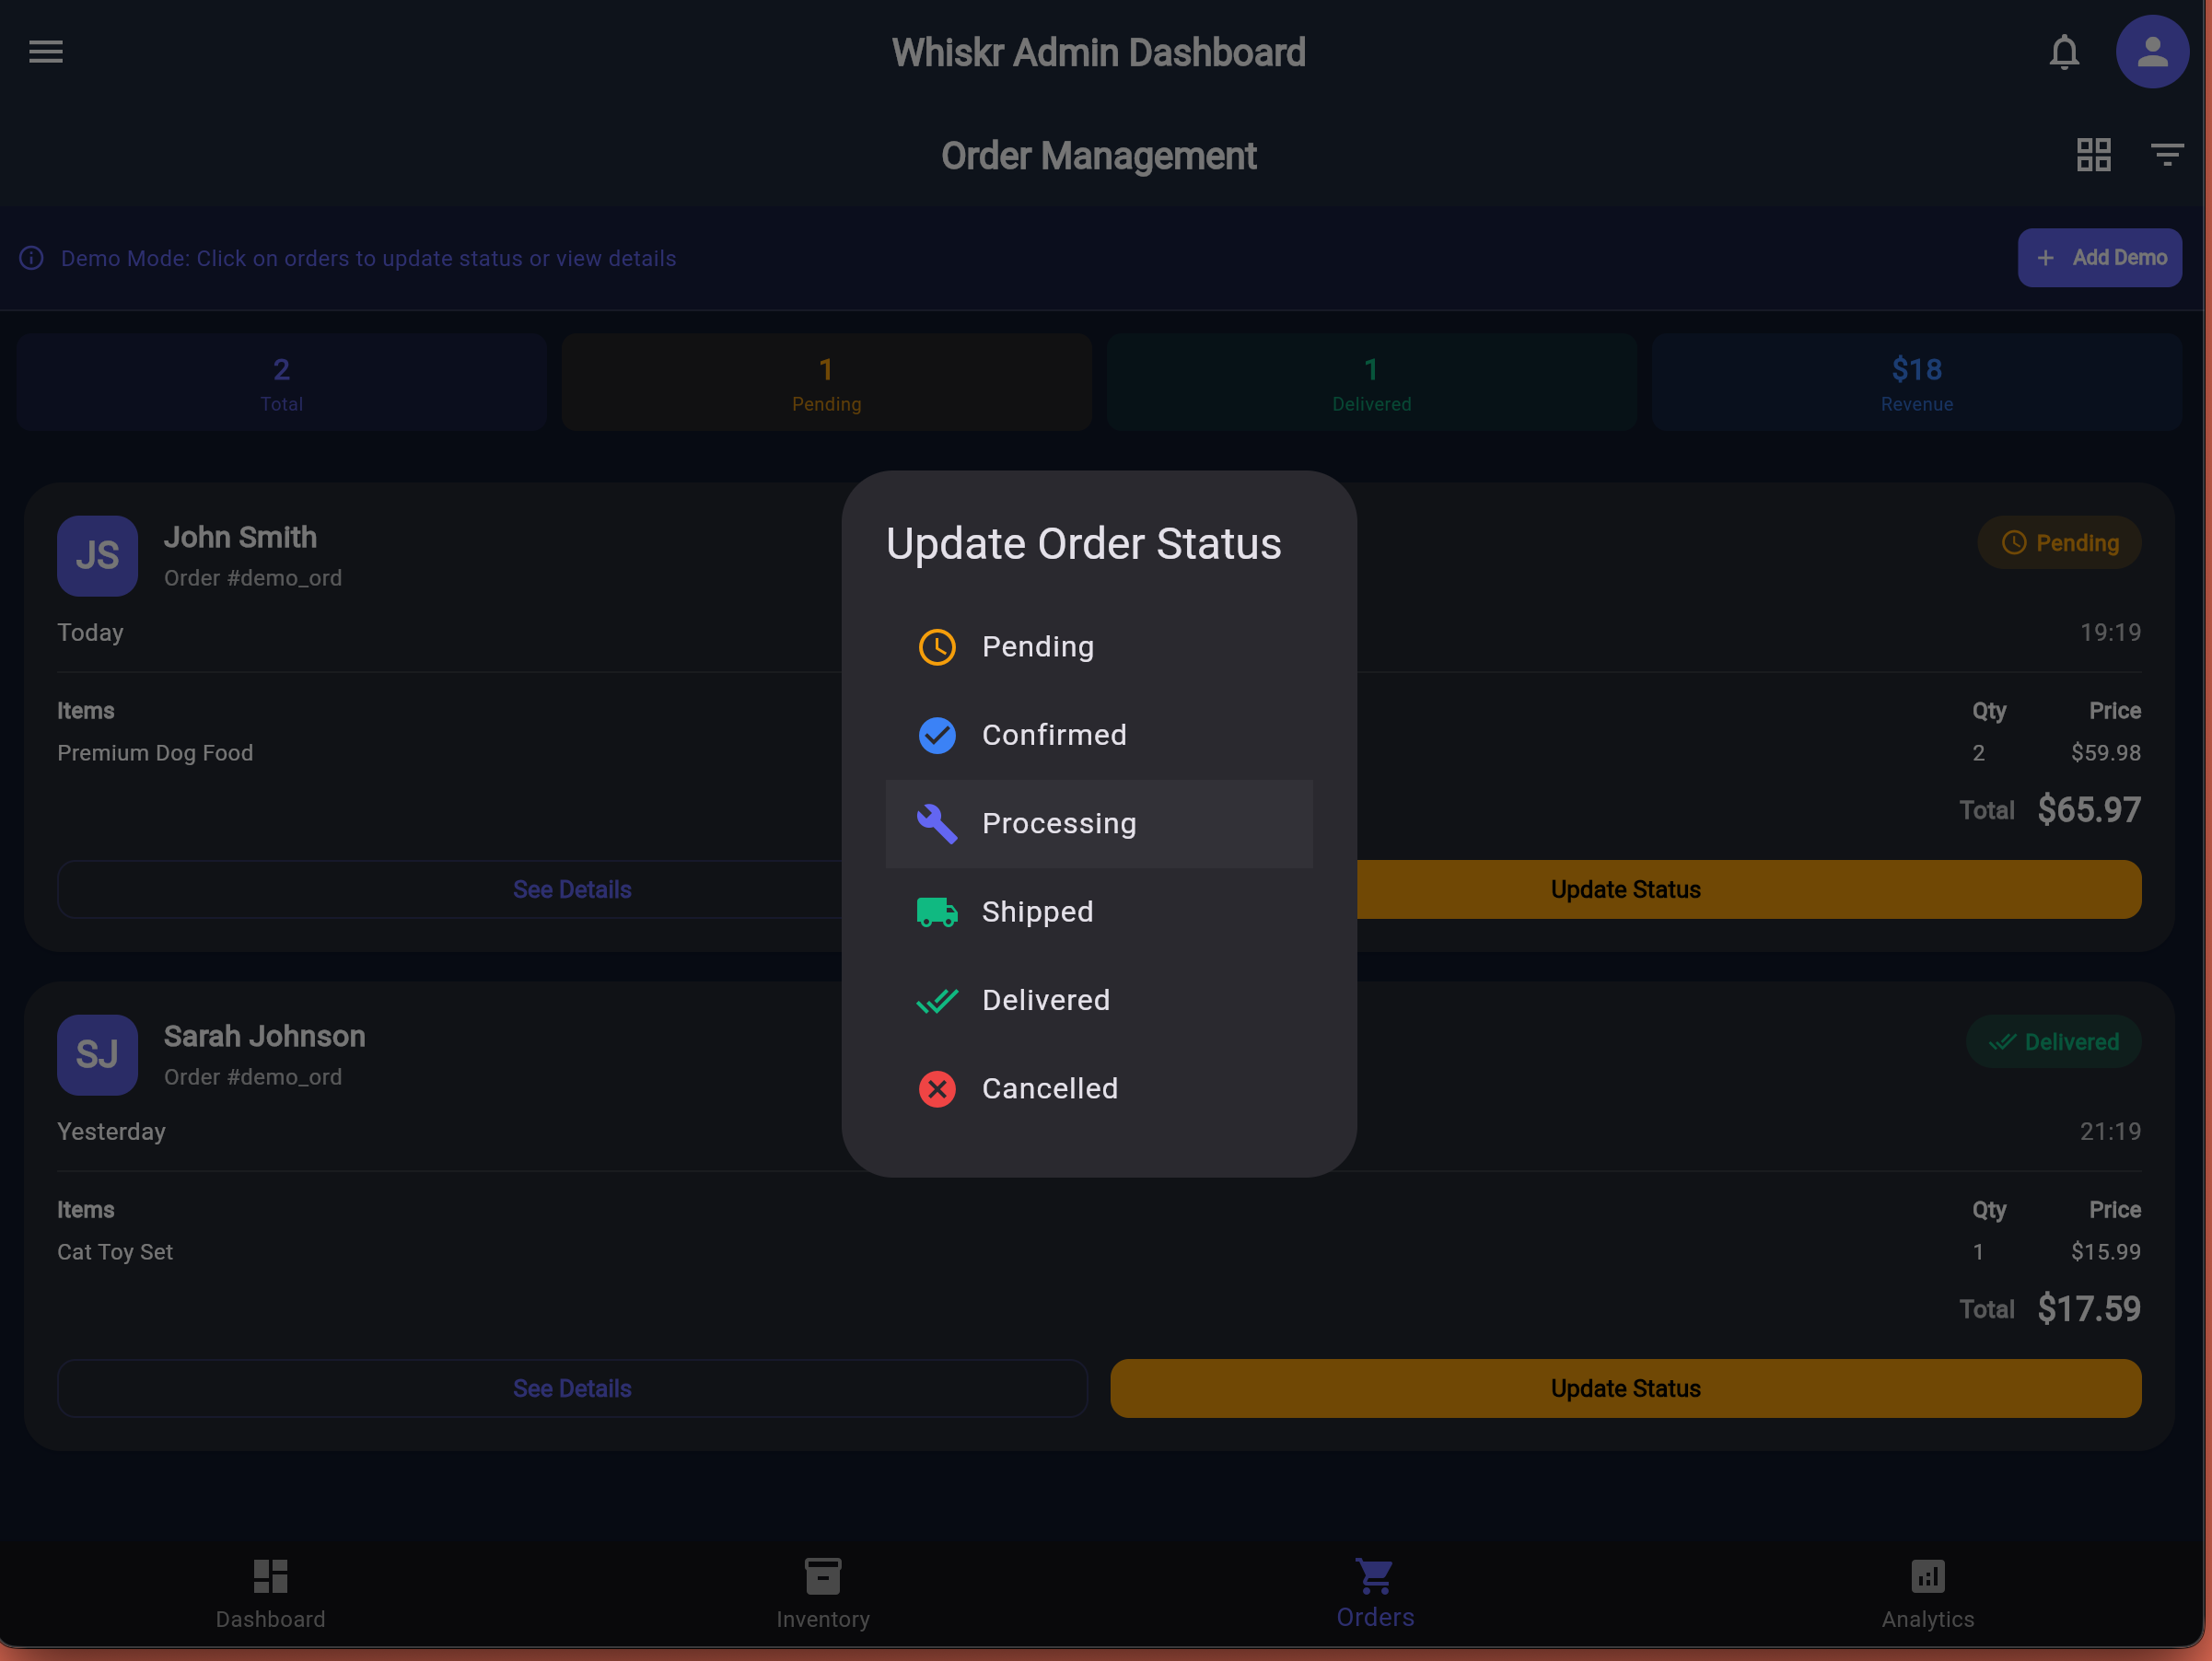 Whiskr Admin Dashboard
Order Management
Demo Mode: Click on orders to update status or view details
+ Add Demo
2
Total
1
Pending
1
Delivered
$18
Revenue
JS
John Smith
Order #demo_ord
Pending
Today
19:19
Items
Qty
Price
Premium Dog Food
2
$59.98
Total $65.97
See Details
Update Status
Update Order Status
Pending
Confirmed
Processing
Shipped
Delivered
Cancelled
SJ
Sarah Johnson
Order #demo_ord
Delivered
Yesterday
21:19
Items
Qty
Price
Cat Toy Set
1
$15.99
Total $17.59
See Details
Update Status
Dashboard
Inventory
Orders
Analytics